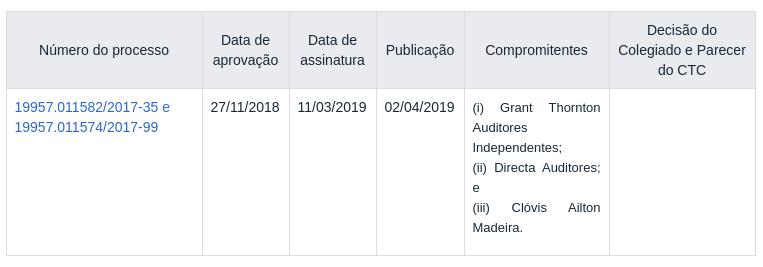 Número do processo
Data de
aprovação
Data de
assinatura
Publicação
Compromitentes
Decisão do
Colegiado e Parecer
do CTC
19957.011582/2017-35 e
19957.011574/2017-99
27/11/2018
11/03/2019
02/04/2019
(i) Grant Thornton
Auditores
Independentes;
(ii) Directa Auditores;
e
(iii) Clóvis Ailton
Madeira.